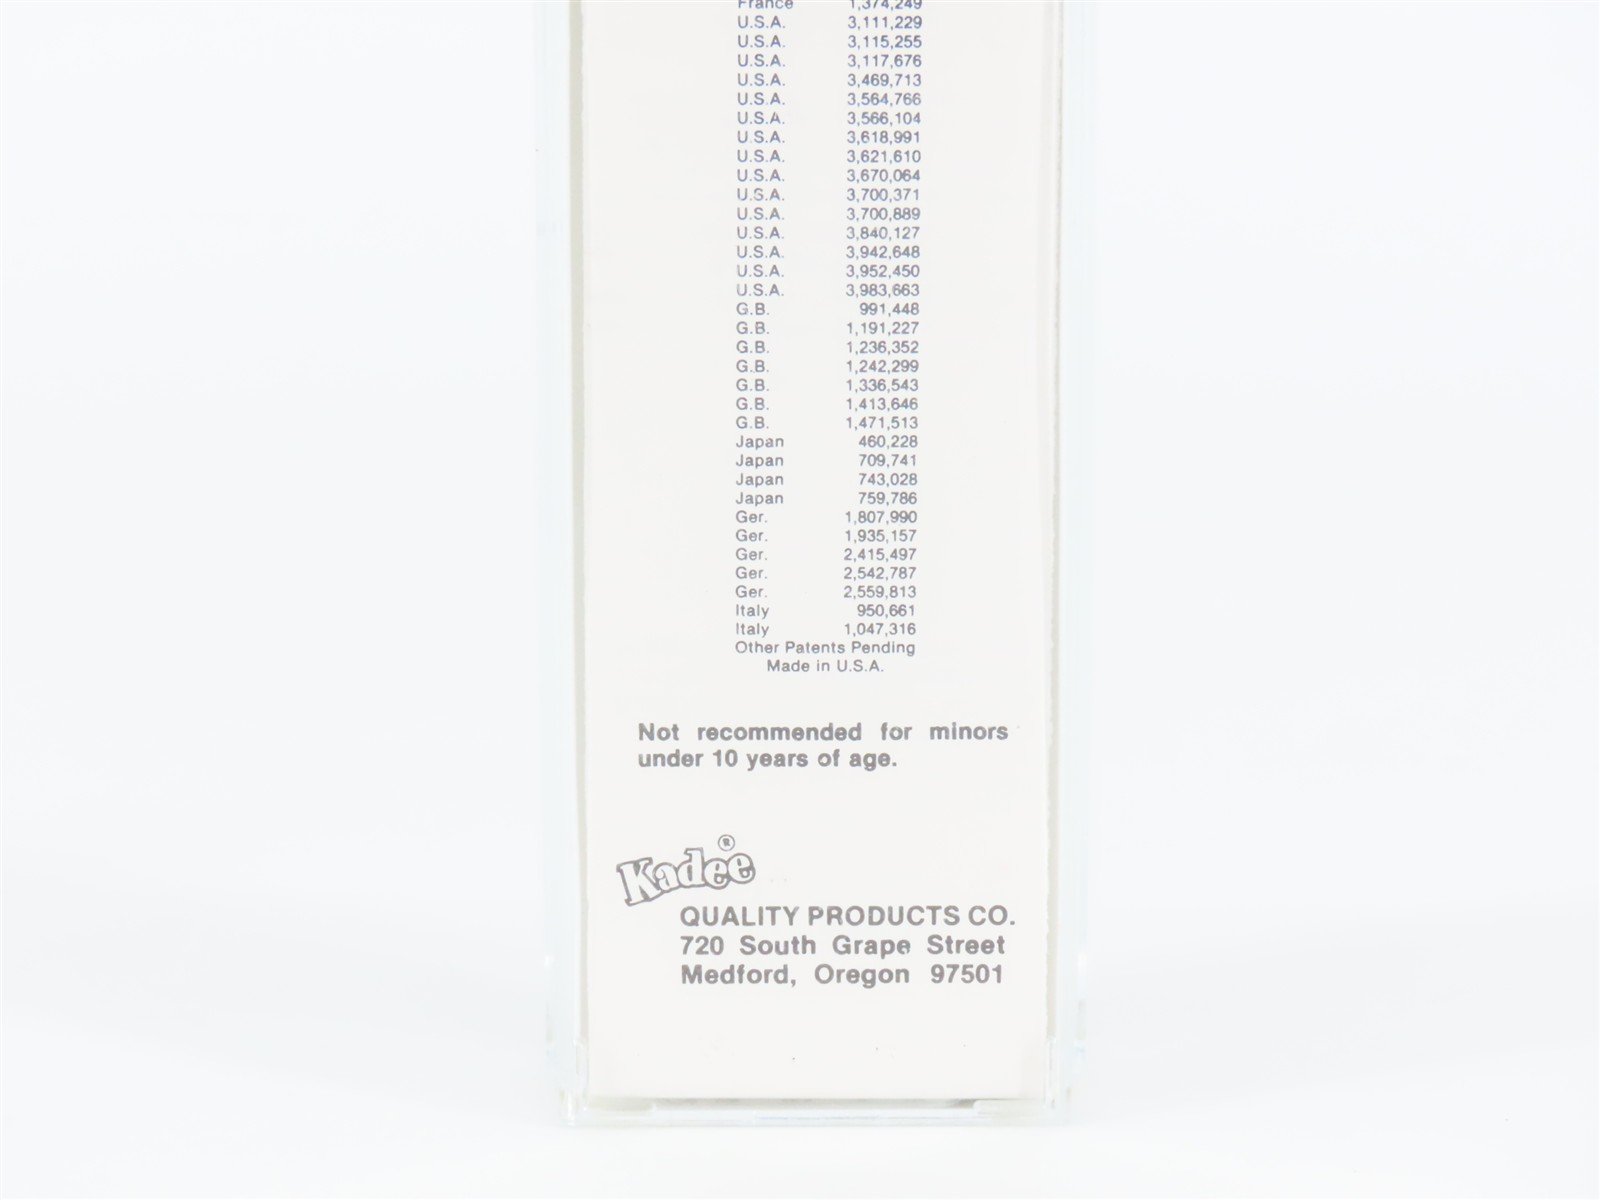 France 1,374,249
U.S.A. 3,111,229
U.S.A. 3,115,255
U.S.A. 3,117,676
U.S.A. 3,469,713
U.S.A. 3,564,766
U.S.A. 3,566,104
U.S.A. 3,618,991
U.S.A. 3,621,610
U.S.A. 3,670,064
U.S.A. 3,700,371
U.S.A. 3,700,889
U.S.A. 3,840,127
U.S.A. 3,942,648
U.S.A. 3,952,450
U.S.A. 3,983,663
G.B. 991,448
G.B. 1,191,227
G.B. 1,236,352
G.B. 1,242,299
G.B. 1,336,543
G.B. 1,413,646
G.B. 1,471,513
Japan 460,228
Japan 709,741
Japan 743,028
Japan 759,786
Ger. 1,807,990
Ger. 1,935,157
Ger. 2,415,497
Ger. 2,542,787
Ger. 2,559,813
Italy 950,661
Italy 1,047,316
Other Patents Pending
Made in U.S.A.
Not recommended for minors
under 10 years of age.
Kadee ®
QUALITY PRODUCTS CO.
720 South Grape Street
Medford, Oregon 97501